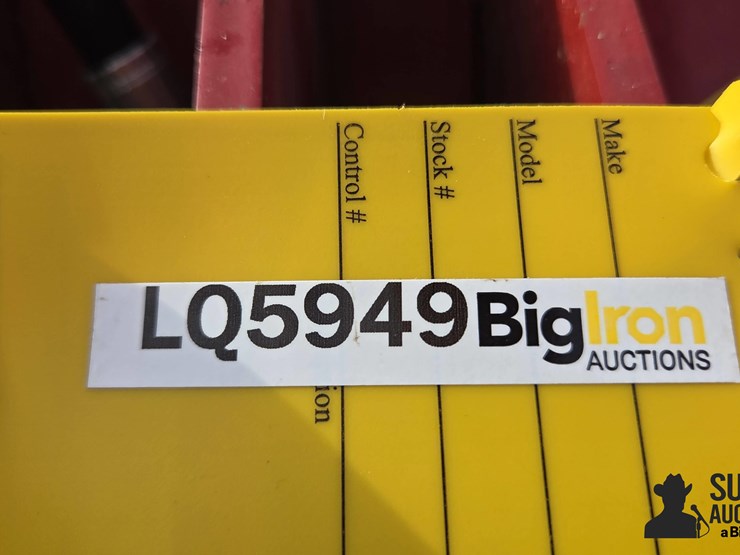 Make
Model
Stock #
Control #
LQ5949 BigIron
AUCTIONS